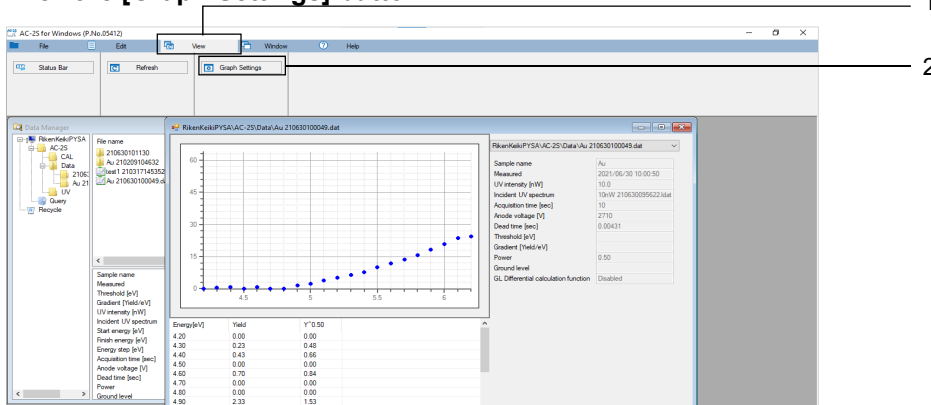 1
AC-2S for Windows (P.No.05412)
File Edit View Window Help
Status Bar Refresh Graph Settings
2
Data Manager
RikenKeikiPYSA
AC-2S
CAL
Data
2106:
Au 21
UV
Query
Recycle
File name
210630101130
Au 210209104632
test1 210317145352
Au 210630100049.d
Sample name
Measured
Threshold [eV]
Gradient [Yield/eV]
UV intensity [nW]
Incident UV spectrum
Start energy [eV]
Finish energy [eV]
Energy step [eV]
Acquisition time [sec]
Anode voltage [V]
Dead time [sec]
Power
Ground level
RikenKeikiPYSA\AC-2S\Data\Au 210630100049.dat
60
45
30
15
0
4.5 5 5.5 6
Energy[eV] Yield Y^0.50
4.20 0.00 0.00
4.30 0.23 0.48
4.40 0.43 0.66
4.50 0.00 0.00
4.60 0.70 0.84
4.70 0.00 0.00
4.80 0.00 0.00
4.90 2.33 1.53
RikenKeikiPYSA\AC-2S\Data\Au 210630100049.dat
Sample name Au
Measured 2021/06/30 10:00:50
UV intensity [nW] 10.0
Incident UV spectrum 10nW 210630095622.ldat
Acquisition time [sec] 10
Anode voltage [V] 2710
Dead time [sec] 0.00431
Threshold [eV]
Gradient [Yield/eV]
Power 0.50
Ground level
GL Differential calculation function Disabled